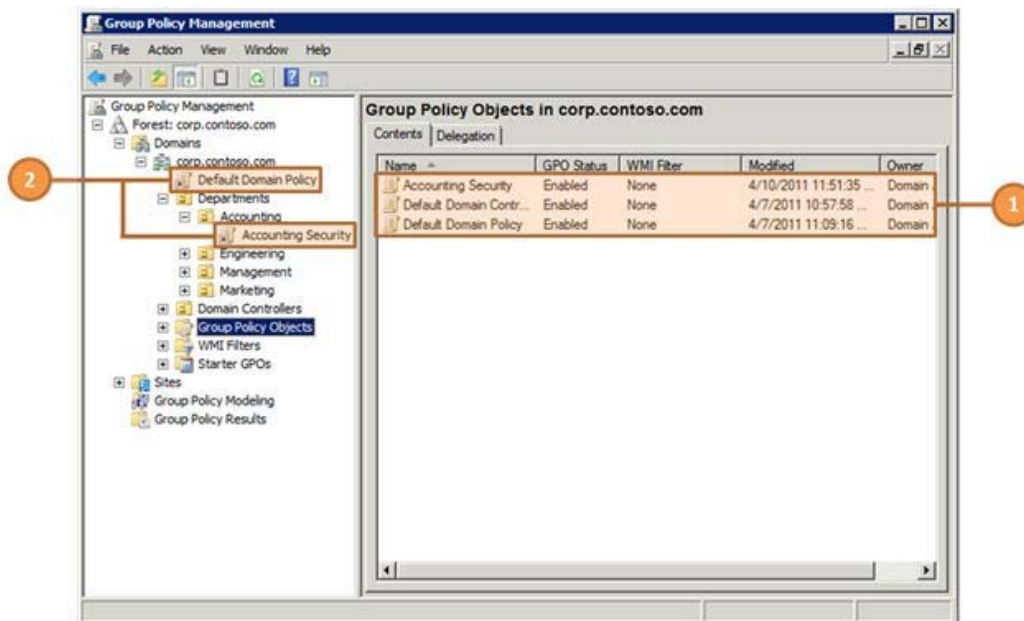 Group Policy Management
File Action View Window Help
Group Policy Management
Forest: corp.contoso.com
Domains
corp.contoso.com
Default Domain Policy
Departments
Accounting
Accounting Security
Engineering
Management
Marketing
Domain Controllers
Group Policy Objects
WMI Filters
Starter GPOs
Sites
Group Policy Modeling
Group Policy Results
2
Group Policy Objects in corp.contoso.com
Contents Delegation
Name GPO Status WMI Filter Modified Owner
Accounting Security Enabled None 4/10/2011 11:51:35 ... Domain
Default Domain Contr... Enabled None 4/7/2011 10:57:58 ... Domain
Default Domain Policy Enabled None 4/7/2011 11:09:16 ... Domain
1